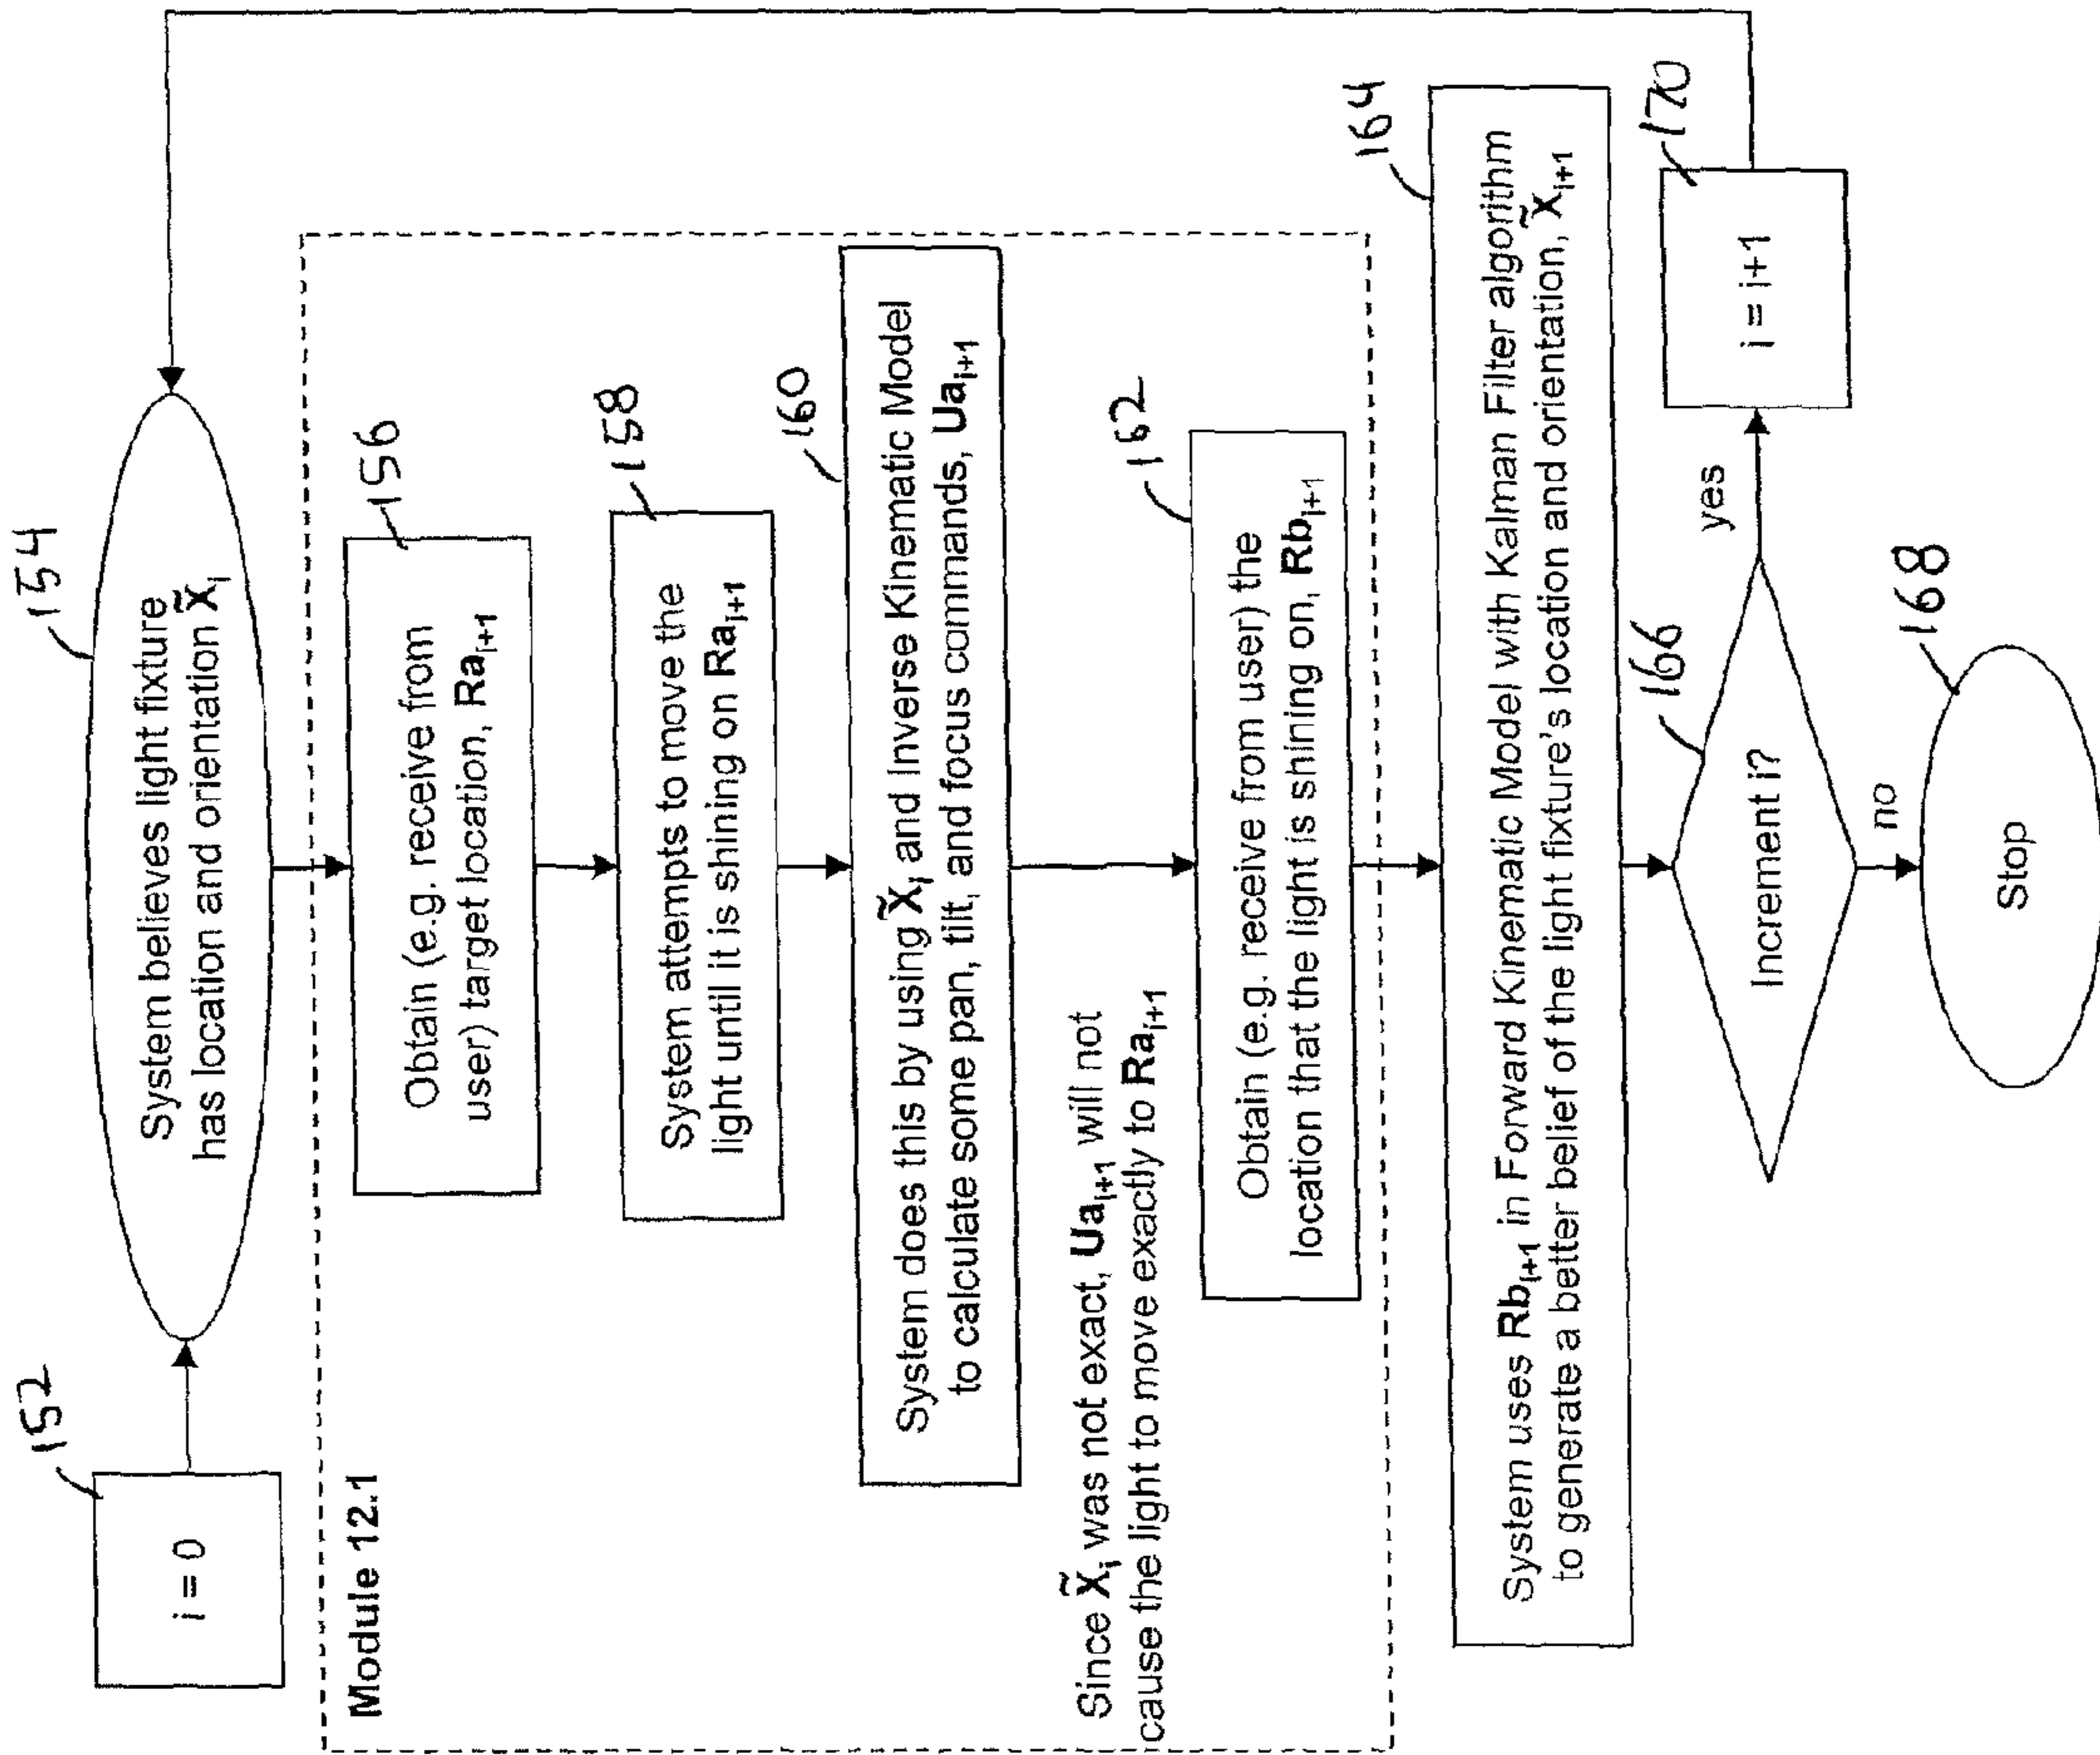 152
i = 0
154
System believes light fixture
has location and orientation X̃ᵢ
Module 12.1
156
Obtain (e.g. receive from
user) target location, Raᵢ₊₁
158
System attempts to move the
light until it is shining on Raᵢ₊₁
160
System does this by using X̃ᵢ and Inverse Kinematic Model
to calculate some pan, tilt, and focus commands, Uaᵢ₊₁
Since X̃ᵢ was not exact, Uaᵢ₊₁ will not
cause the light to move exactly to Raᵢ₊₁
162
Obtain (e.g. receive from user) the
location that the light is shining on, Rbᵢ₊₁
164
System uses Rbᵢ₊₁ in Forward Kinematic Model with Kalman Filter algorithm
to generate a better belief of the light fixture's location and orientation, X̃ᵢ₊₁
166
Increment i?
yes
170
i = i+1
no
168
Stop